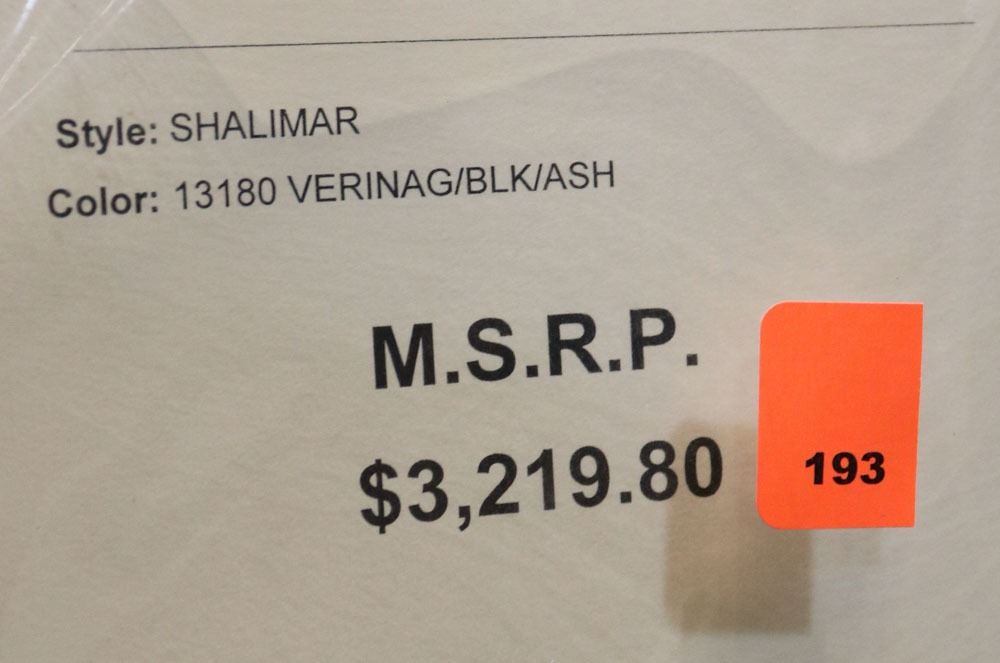 Style: SHALIMAR
Color: 13180 VERINAG/BLK/ASH
M.S.R.P.
$3,219.80
193